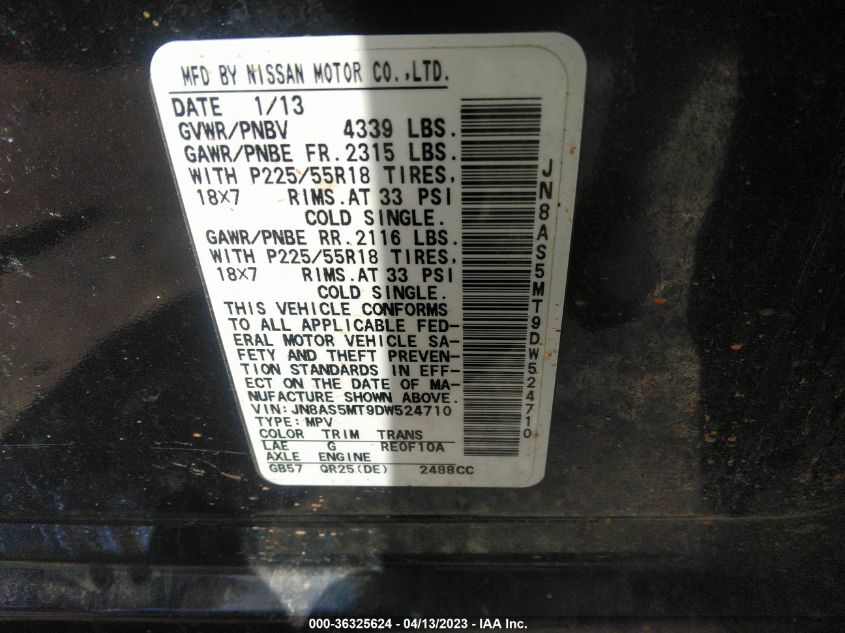 MFD BY NISSAN MOTOR CO.,LTD.
DATE 1/13
GVWR/PNBV 4339 LBS.
GAWR/PNBE FR.2315 LBS.
WITH P225/55R18 TIRES,
18X7 RIMS.AT 33 PSI
COLD SINGLE.
GAWR/PNBE RR.2116 LBS.
WITH P225/55R18 TIRES,
18X7 RIMS.AT 33 PSI
COLD SINGLE.
THIS VEHICLE CONFORMS
TO ALL APPLICABLE FED-
ERAL MOTOR VEHICLE SA-
FETY AND THEFT PREVEN-
TION STANDARDS IN EFF-
ECT ON THE DATE OF MA-
NUFACTURE SHOWN ABOVE.
VIN:JN8AS5MT9DW524710
TYPE:MPV
COLOR TRIM TRANS
LAE G RE0F10A
AXLE ENGINE
GB57 QR25(DE) 2488CC
JN8AS5MT9DW524710
000-36325624 - 04/13/2023 - IAA Inc.